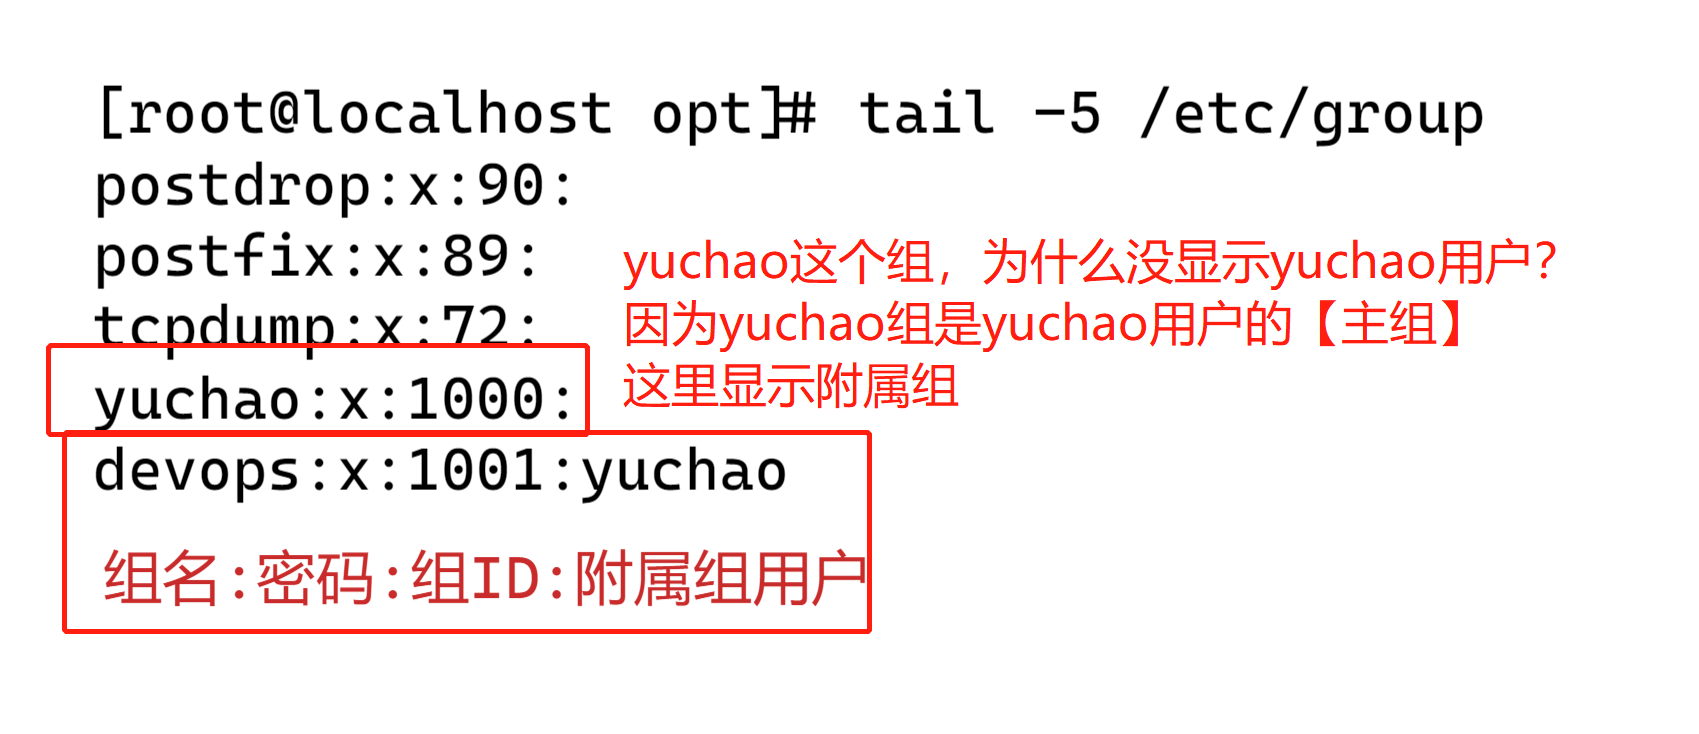 [root@localhost opt]# tail -5 /etc/group
postdrop:x:90:
postfix:x:89:
tcpdump:x:72:
yuchao:x:1000:
devops:x:1001:yuchao
组名:密码:组ID:附属组用户
yuchao这个组，为什么没显示yuchao用户？
因为yuchao组是yuchao用户的【主组】
这里显示附属组